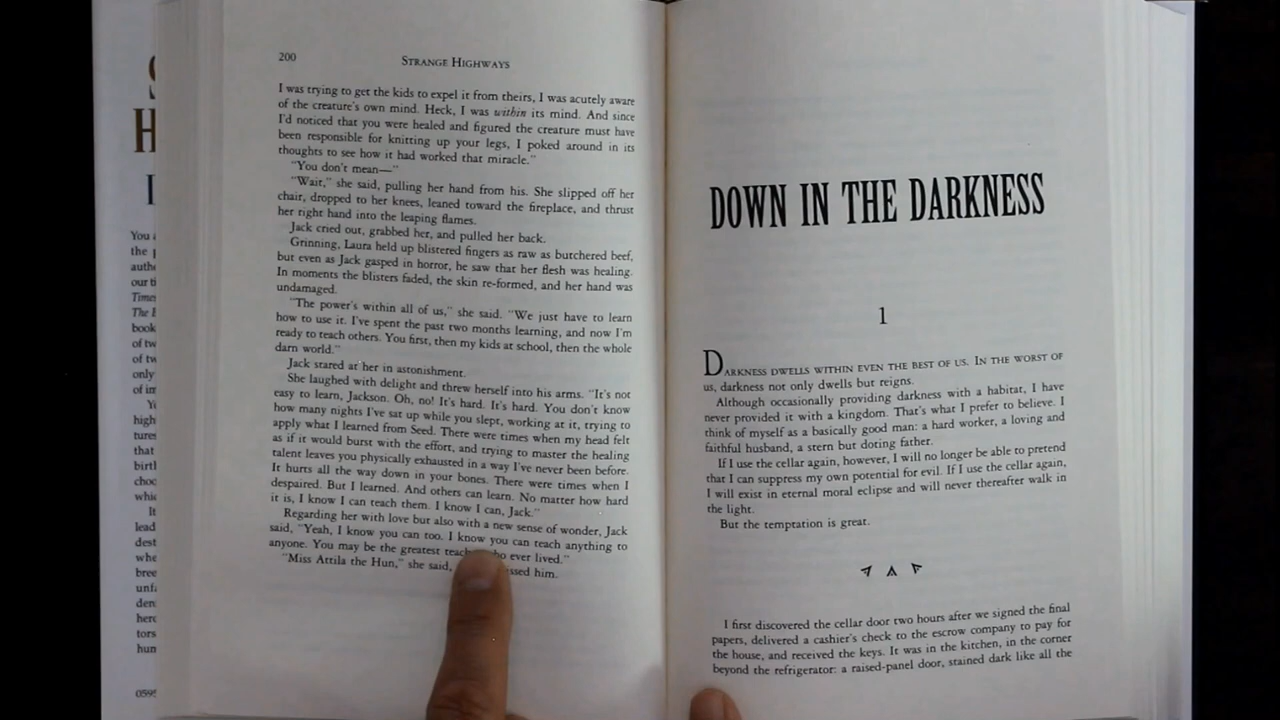 200
STRANGE HIGHWAYS
I was trying to get the kids to expel it from theirs, I was acutely aware
of the creature's own mind. Heck, I was within its mind. And since
I'd noticed that you were healed and figured the creature must have
been responsible for knitting up your legs, I poked around in its
thoughts to see how it had worked that miracle."
"You don't mean—"
"Wait," she said, pulling her hand from his. She slipped off her
chair, dropped to her knees, leaned toward the fireplace, and thrust
her right hand into the leaping flames.
Jack cried out, grabbed her, and pulled her back.
Grinning, Laura held up blistered fingers as raw as butchered beef,
but even as Jack gasped in horror, he saw that her flesh was healing.
In moments the blisters faded, the skin re-formed, and her hand was
undamaged.
"The power's within all of us," she said. "We just have to learn
how to use it. I've spent the past two months learning, and now I'm
ready to teach others. You first, then my kids at school, then the whole
darn world."
Jack stared at her in astonishment.
She laughed with delight and threw herself into his arms. "It's not
easy to learn, Jackson. Oh, no! It's hard. It's hard. You don't know
how many nights I've sat up while you slept, working at it, trying to
apply what I learned from Seed. There were times when my head felt
as if it would burst with the effort, and trying to master the healing
talent leaves you physically exhausted in a way I've never been before.
It hurts all the way down in your bones. There were times when I
despaired. But I learned. And others can learn. No matter how hard
it is, I know I can teach them. I know I can, Jack."
Regarding her with love but also with a new sense of wonder, Jack
said, "Yeah, I know you can too. I know you can teach anything to
anyone. You may be the greatest ever lived."
"Miss Attila the Hun," she said, him.
DOWN IN THE DARKNESS
1
DARKNESS DWELLS WITHIN EVEN THE BEST OF US. IN THE WORST OF
us, darkness not only dwells but reigns.
Although occasionally providing darkness with a habitat, I have
never provided it with a kingdom. That's what I prefer to believe. I
think of myself as a basically good man: a hard worker, a loving and
faithful husband, a stern but doting father.
If I use the cellar again, however, I will no longer be able to pretend
that I can suppress my own potential for evil. If I use the cellar again,
I will exist in eternal moral eclipse and will never thereafter walk in
the light.
But the temptation is great.
I first discovered the cellar door two hours after we signed the final
papers, delivered a cashier's check to the escrow company to pay for
the house, and received the keys. It was in the kitchen, in the corner
beyond the refrigerator: a raised-panel door, stained dark like all the